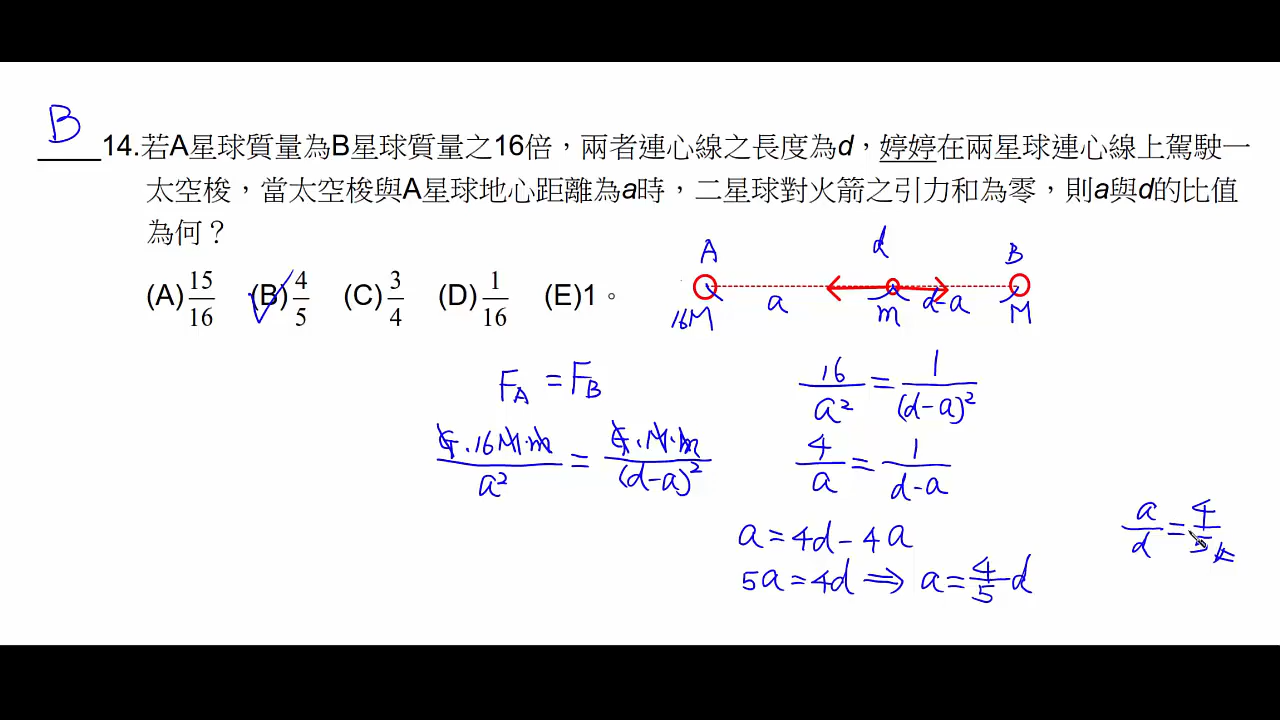 B
14.若A星球質量為B星球質量之16倍，兩者連心線之長度為d，婷婷在兩星球連心線上駕駛一
太空梭，當太空梭與A星球地心距離為a時，二星球對火箭之引力和為零，則a與d的比值
為何？
(A) 15/16 (B) 4/5 (C) 3/4 (D) 1/16 (E)1。
A d B
a d-a
16M m M
F_A = F_B
G·16M·m/a² = G·M·m/(d-a)²
16/a² = 1/(d-a)²
4/a = 1/(d-a)
a = 4d - 4a
5a = 4d ⇒ a = 4/5 d
a/d = 4/5